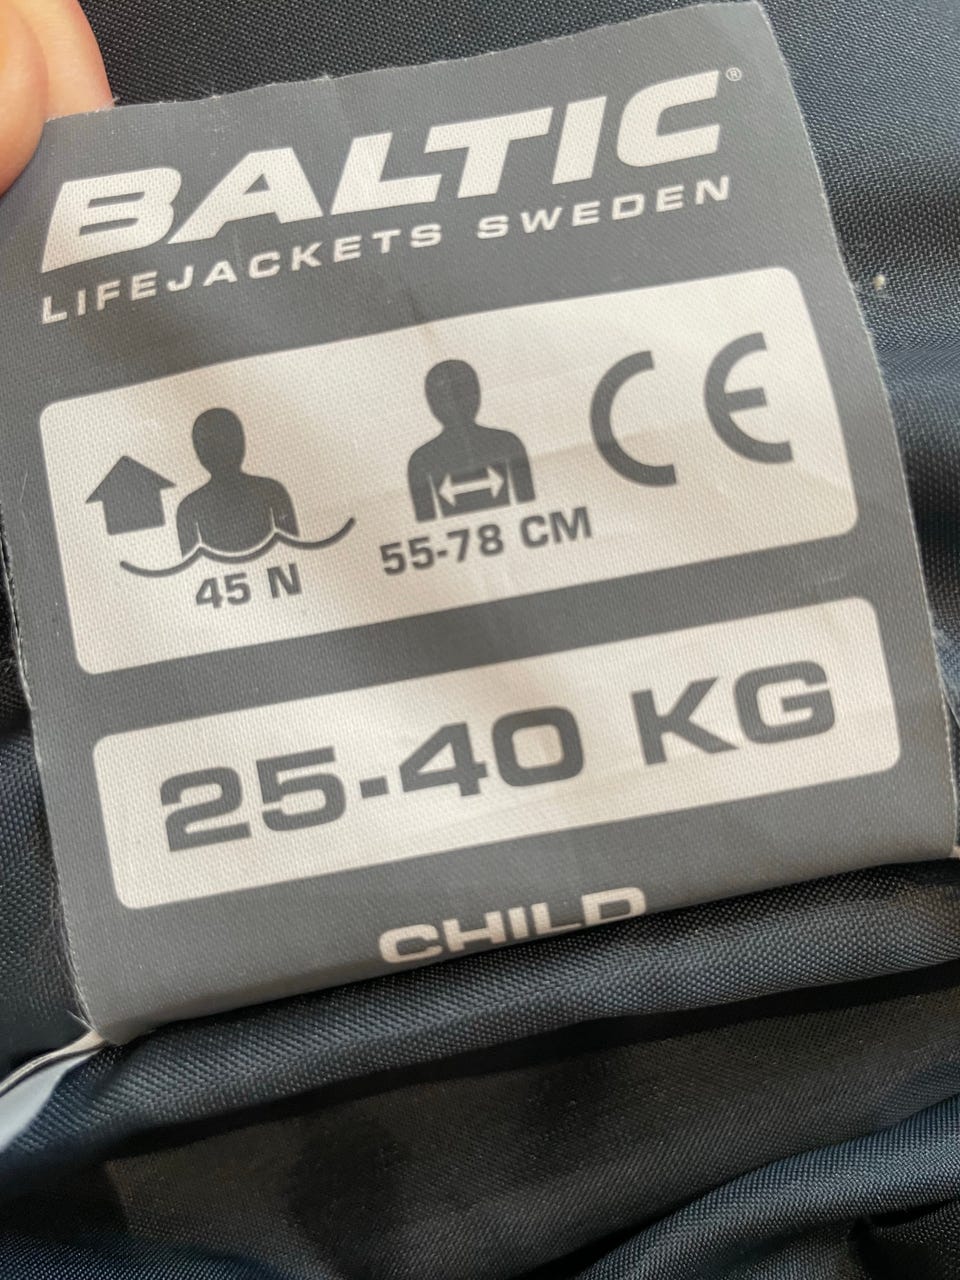 BALTIC®
LIFEJACKETS SWEDEN
45 N
55-78 CM
CE
25-40 KG
CHILD